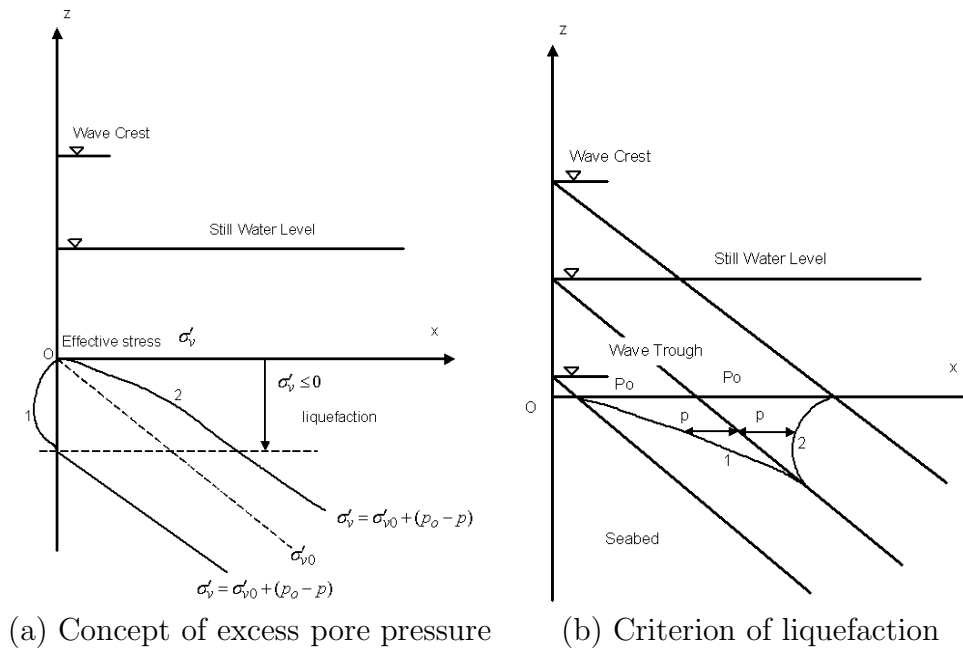 z
Wave Crest
Still Water Level
x
O
Effective stress
σ′v
2
σ′v ≤ 0
liquefaction
1
σ′v = σ′v0 + (po − p)
σ′v0
σ′v = σ′v0 + (po − p)
(a) Concept of excess pore pressure
z
Wave Crest
Still Water Level
x
Wave Trough
Po
Po
O
p
p
1
2
Seabed
(b) Criterion of liquefaction